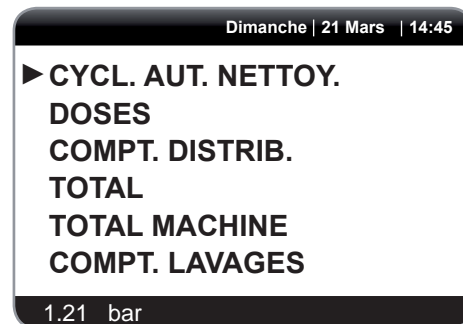 Dimanche | 21 Mars | 14:45
CYCL. AUT. NETTOY.
DOSES
COMPT. DISTRIB.
TOTAL
TOTAL MACHINE
COMPT. LAVAGES
1.21 bar